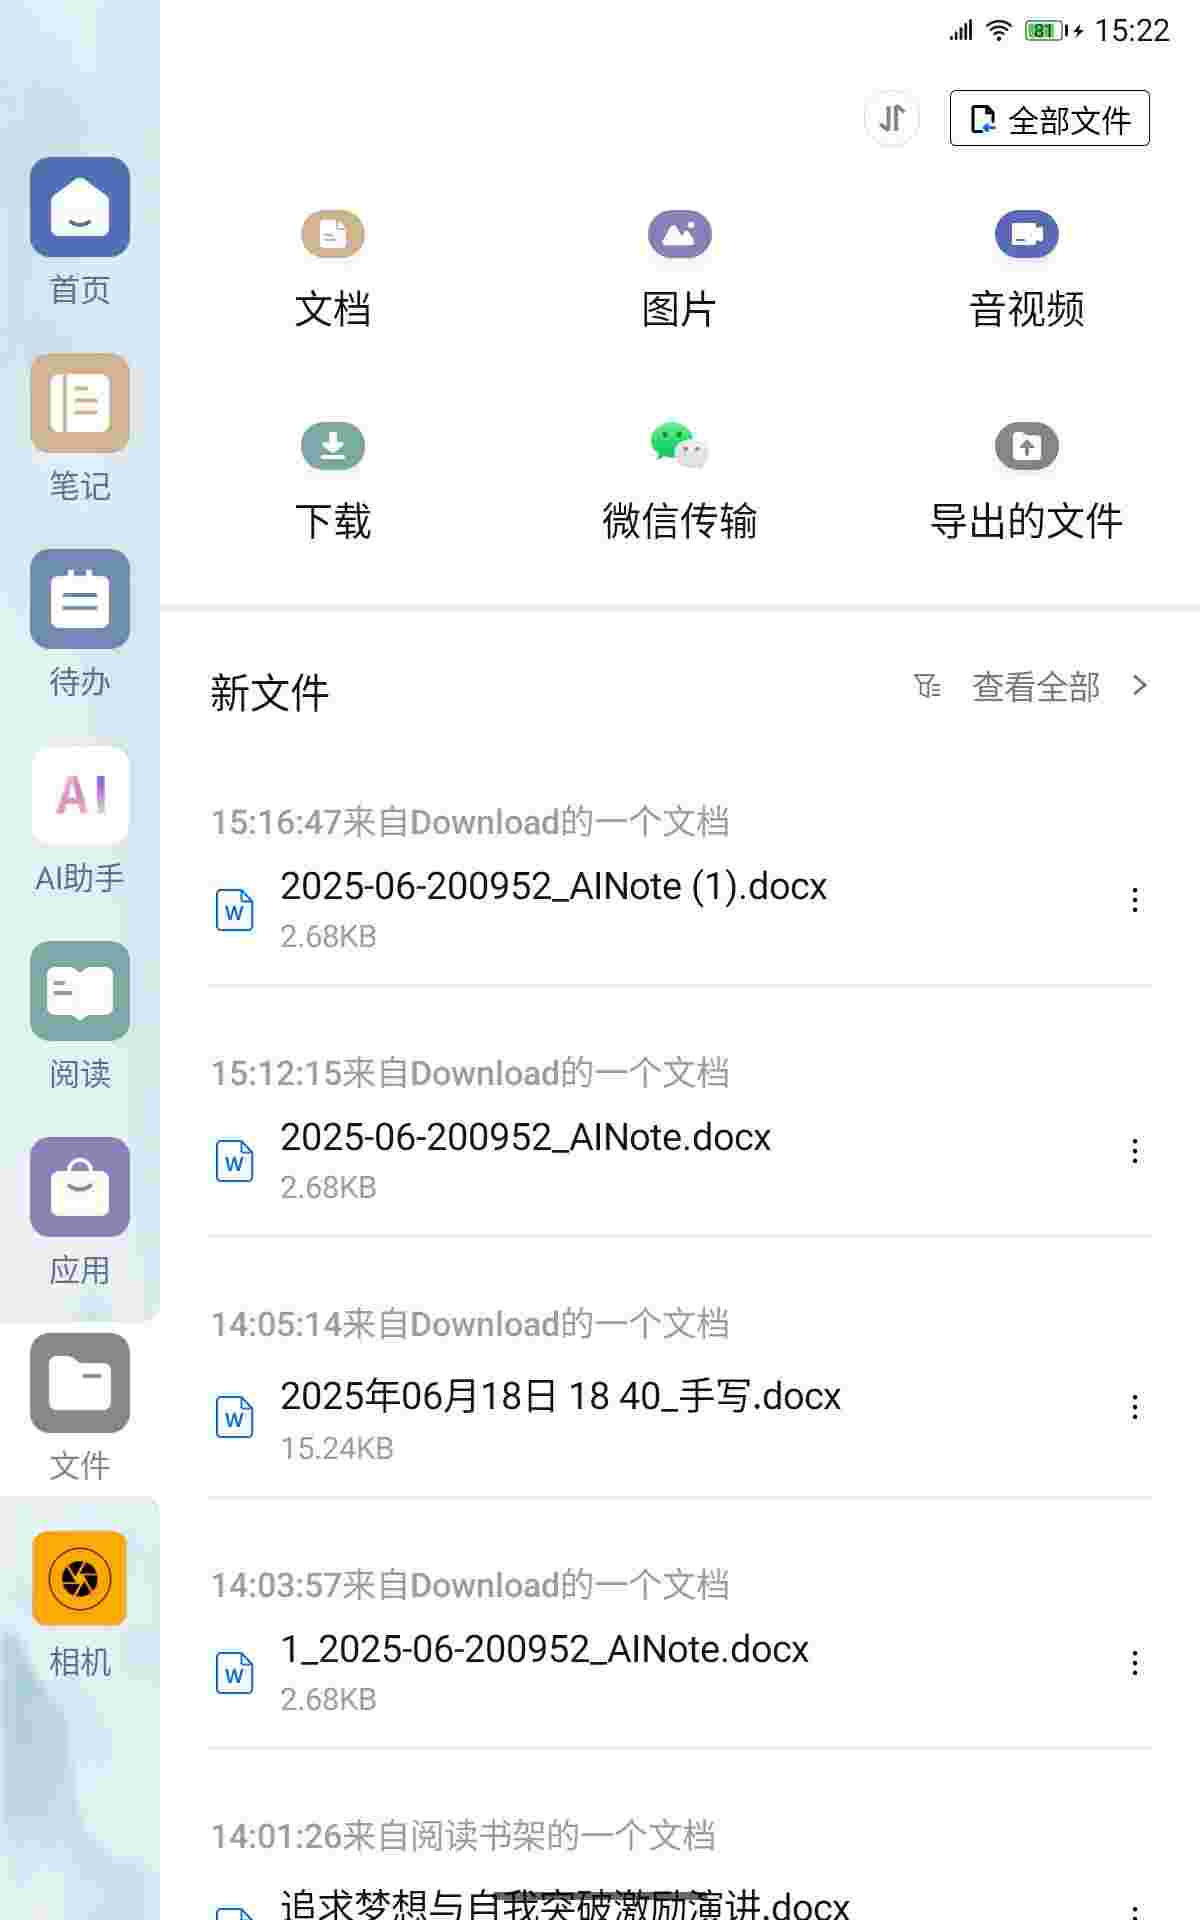 81 15:22
全部文件
首页
笔记
待办
AI
AI助手
阅读
应用
文件
相机
文档
图片
音视频
下载
微信传输
导出的文件
新文件
查看全部
15:16:47来自Download的一个文档
W
2025-06-200952_AINote (1).docx
2.68KB
15:12:15来自Download的一个文档
W
2025-06-200952_AINote.docx
2.68KB
14:05:14来自Download的一个文档
W
2025年06月18日 18 40_手写.docx
15.24KB
14:03:57来自Download的一个文档
W
1_2025-06-200952_AINote.docx
2.68KB
14:01:26来自阅读书架的一个文档
追求梦想与自我突破激励演讲.docx